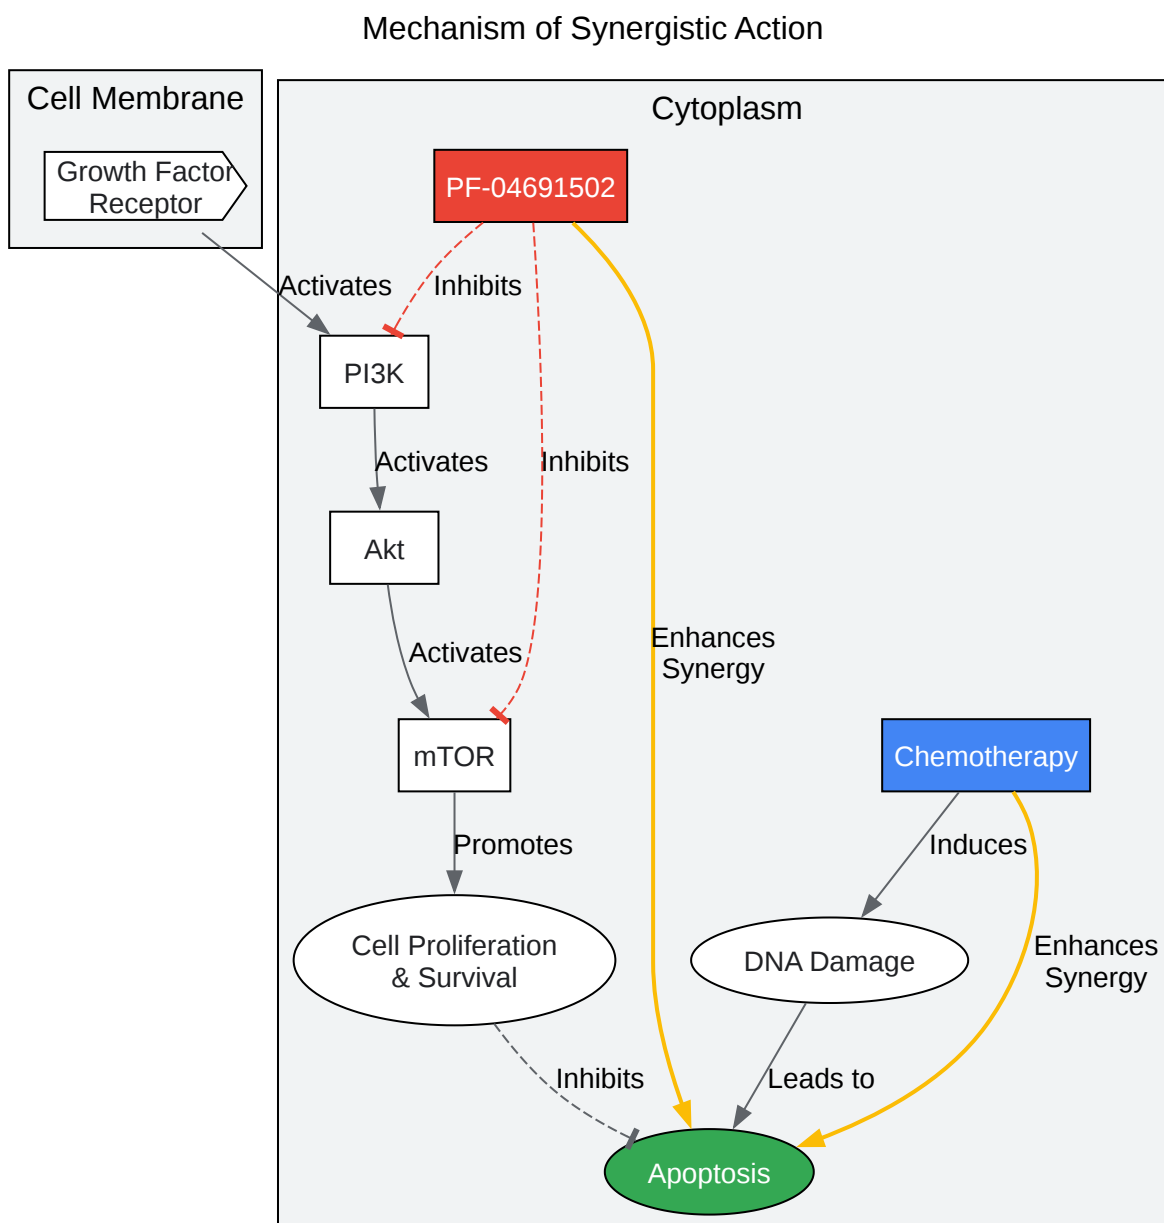 Mechanism of Synergistic Action
Cell Membrane
Cytoplasm
Growth Factor
Receptor
PF-04691502
Activates
Inhibits
PI3K
Activates
Inhibits
Akt
Activates
Enhances
Synergy
mTOR
Chemotherapy
Promotes
Induces
Cell Proliferation
& Survival
DNA Damage
Enhances
Synergy
Inhibits
Leads to
Apoptosis